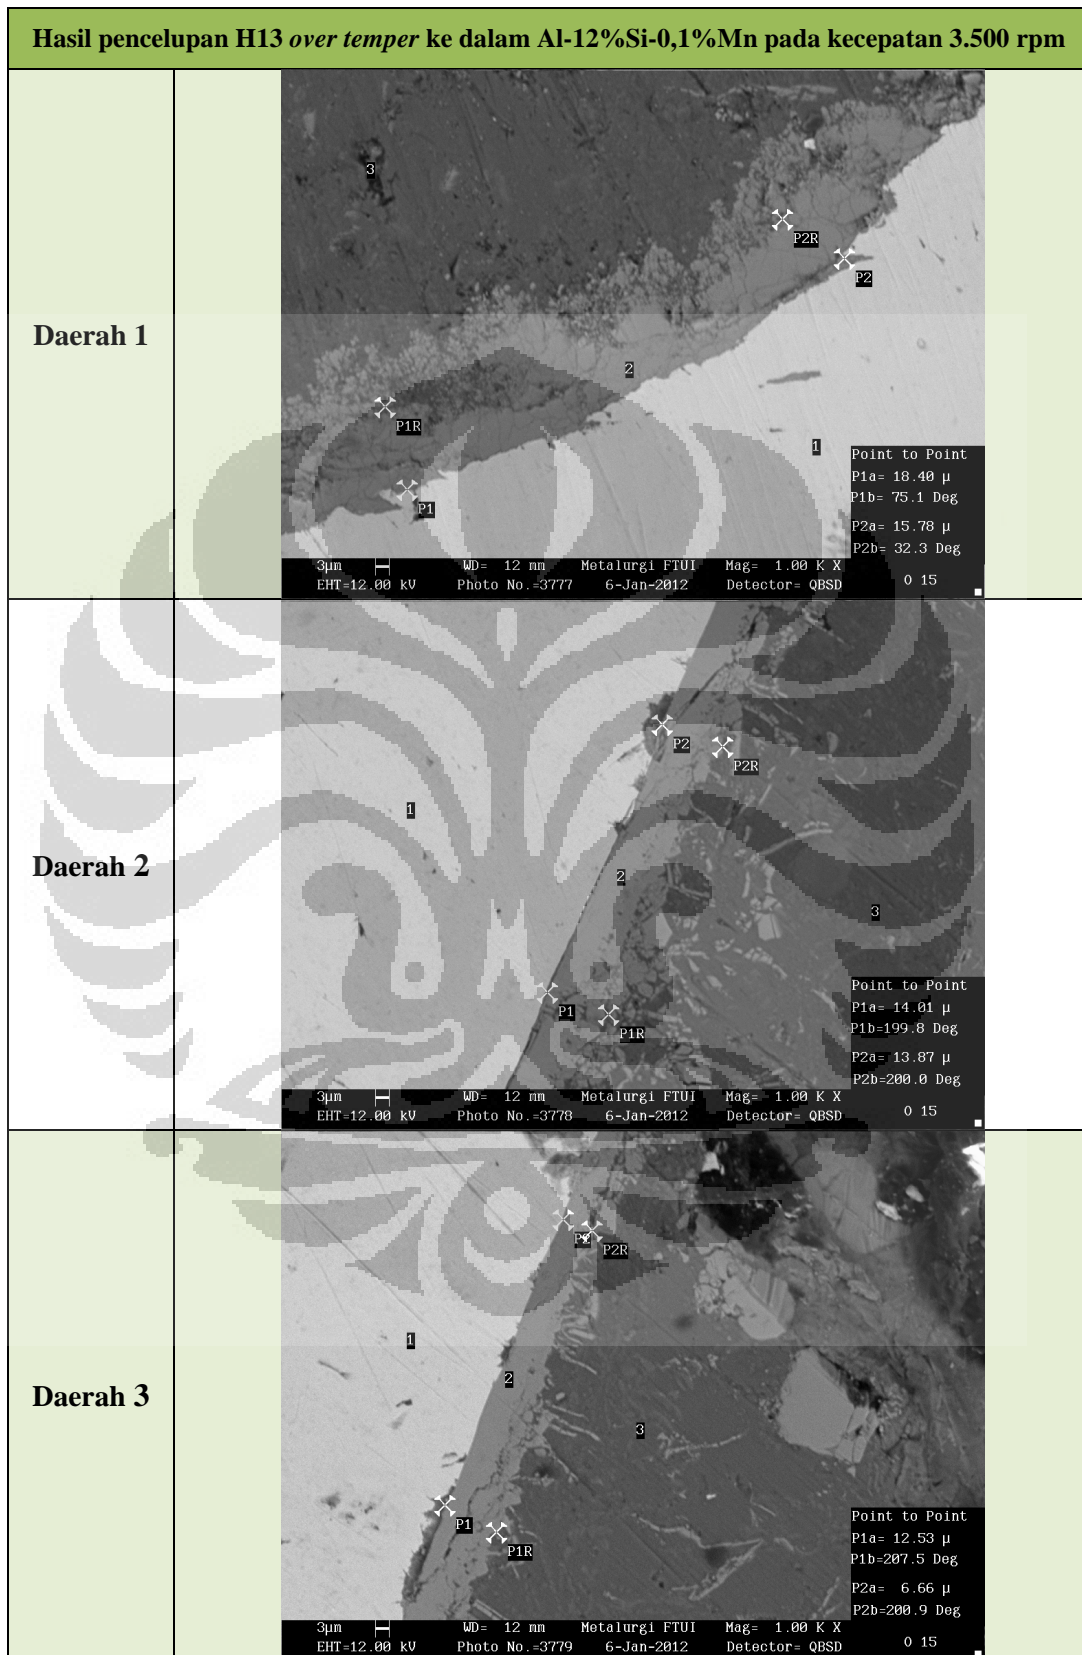 Hasil pencelupan H13 over temper ke dalam Al-12%Si-0,1%Mn pada kecepatan 3.500 rpm
Daerah 1
3
P2R
P2
2
P1R
1
P1
Point to Point
P1a= 18.40 µ
P1b= 75.1 Deg
P2a= 15.78 µ
P2b= 32.3 Deg
O 15
3µm WD= 12 mm Metalurgi FTUI Mag= 1.00 K X
EHT=12.00 kV Photo No.=3777 6-Jan-2012 Detector= QBSD
Daerah 2
P2
P2R
1
2
3
P1
P1R
Point to Point
P1a= 14.01 µ
P1b=199.8 Deg
P2a= 13.87 µ
P2b=200.0 Deg
O 15
3µm WD= 12 mm Metalurgi FTUI Mag= 1.00 K X
EHT=12.00 kV Photo No.=3778 6-Jan-2012 Detector= QBSD
Daerah 3
P2
P2R
1
2
3
P1
P1R
Point to Point
P1a= 12.53 µ
P1b=207.5 Deg
P2a= 6.66 µ
P2b=200.9 Deg
O 15
3µm WD= 12 mm Metalurgi FTUI Mag= 1.00 K X
EHT=12.00 kV Photo No.=3779 6-Jan-2012 Detector= QBSD